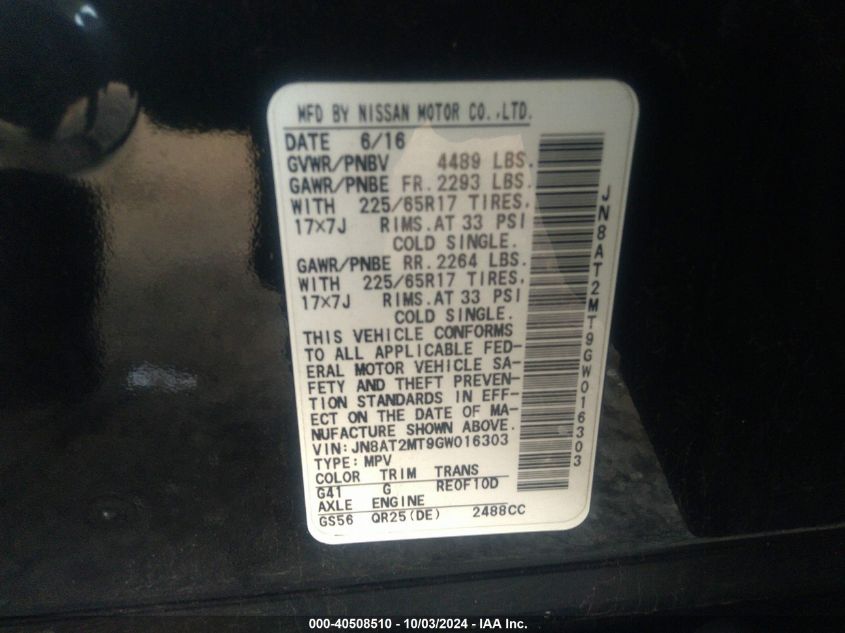 MFD BY NISSAN MOTOR CO.,LTD.
DATE 6/16
GVWR/PNBV 4489 LBS.
GAWR/PNBE FR. 2293 LBS.
WITH 225/65R17 TIRES.
17×7J RIMS.AT 33 PSI
COLD SINGLE.
GAWR/PNBE RR. 2264 LBS.
WITH 225/65R17 TIRES.
17×7J RIMS.AT 33 PSI
COLD SINGLE.
THIS VEHICLE CONFORMS
TO ALL APPLICABLE FED-
ERAL MOTOR VEHICLE SA-
FETY AND THEFT PREVEN-
TION STANDARDS IN EFF-
ECT ON THE DATE OF MA-
NUFACTURE SHOWN ABOVE.
VIN:JN8AT2MT9GW016303
TYPE:MPV
COLOR TRIM TRANS
G41 G RE0F10D
AXLE ENGINE
GS56 QR25(DE) 2488CC
JN8AT2MT9GW016303
000-40508510 - 10/03/2024 - IAA Inc.